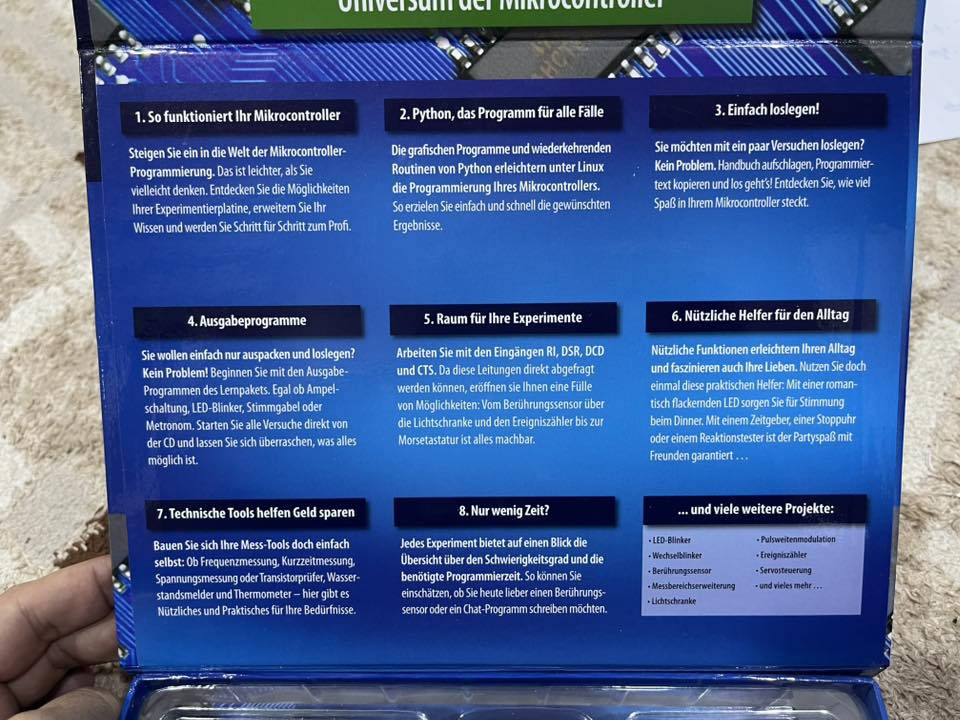 Universum der Mikrocontroller
1. So funktioniert Ihr Mikrocontroller
Steigen Sie ein in die Welt der Mikrocontroller-
Programmierung. Das ist leichter, als Sie
vielleicht denken. Entdecken Sie die Möglichkeiten
Ihrer Experimentierplatine, erweitern Sie Ihr
Wissen und werden Sie Schritt für Schritt zum Profi.
2. Python, das Programm für alle Fälle
Die grafischen Programme und wiederkehrenden
Routinen von Python erleichtern unter Linux
die Programmierung Ihres Mikrocontrollers.
So erzielen Sie einfach und schnell die gewünschten
Ergebnisse.
3. Einfach loslegen!
Sie möchten mit ein paar Versuchen loslegen?
Kein Problem. Handbuch aufschlagen, Programmier-
text kopieren und los geht's! Entdecken Sie, wie viel
Spaß in Ihrem Mikrocontroller steckt.
4. Ausgabeprogramme
Sie wollen einfach nur auspacken und loslegen?
Kein Problem! Beginnen Sie mit den Ausgabe-
Programmen des Lernpakets. Egal ob Ampel-
schaltung, LED-Blinker, Stimmgabel oder
Metronom. Starten Sie alle Versuche direkt von
der CD und lassen Sie sich überraschen, was alles
möglich ist.
5. Raum für Ihre Experimente
Arbeiten Sie mit den Eingängen RI, DSR, DCD
und CTS. Da diese Leitungen direkt abgefragt
werden können, eröffnen sie Ihnen eine Fülle
von Möglichkeiten: Vom Berührungssensor über
die Lichtschranke und den Ereigniszähler bis zur
Morsetastatur ist alles machbar.
6. Nützliche Helfer für den Alltag
Nützliche Funktionen erleichtern Ihren Alltag
und faszinieren auch Ihre Lieben. Nutzen Sie doch
einmal diese praktischen Helfer: Mit einer roman-
tisch flackernden LED sorgen Sie für Stimmung
beim Dinner. Mit einem Zeitgeber, einer Stoppuhr
oder einem Reaktionstester ist der Partyspaß mit
Freunden garantiert ...
7. Technische Tools helfen Geld sparen
Bauen Sie sich Ihre Mess-Tools doch einfach
selbst: Ob Frequenzmessung, Kurzzeitmessung,
Spannungsmessung oder Transistorprüfer, Wasser-
standsmelder und Thermometer – hier gibt es
Nützliches und Praktisches für Ihre Bedürfnisse.
8. Nur wenig Zeit?
Jedes Experiment bietet auf einen Blick die
Übersicht über den Schwierigkeitsgrad und die
benötigte Programmierzeit. So können Sie
einschätzen, ob Sie heute lieber einen Berührungs-
sensor oder ein Chat-Programm schreiben möchten.
... und viele weitere Projekte:
• LED-Blinker
• Wechselblinker
• Berührungssensor
• Messbereichserweiterung
• Lichtschranke
• Pulsweitenmodulation
• Ereigniszähler
• Servosteuerung
• und vieles mehr ...